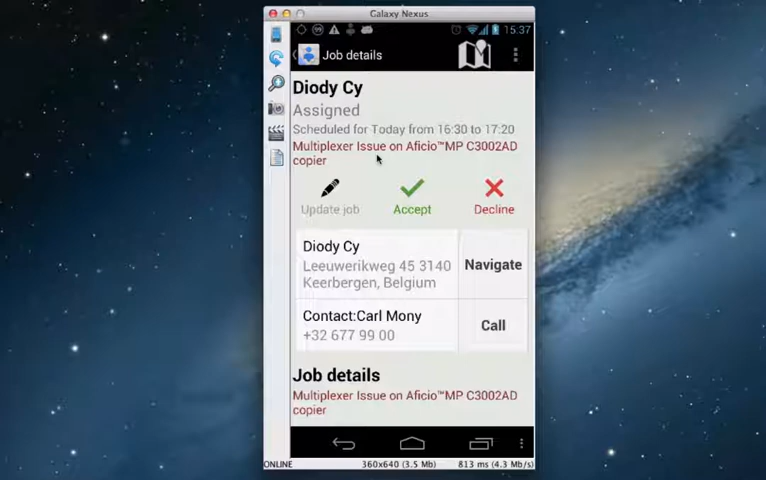 Galaxy Nexus
15.37
Job details
Diody Cy
Assigned
Scheduled for Today from 16:30 to 17:20
Multiplexer Issue on Aficio™MP C3002AD
copier
Update job
Accept
Decline
Diody Cy
Leeuwerikweg 45 3140
Keerbergen, Belgium
Navigate
Contact:Carl Mony
+32 677 99 00
Call
Job details
Multiplexer Issue on Aficio™MP C3002AD
copier
ONLINE
360x640 (3.5 Mb)
813 ms (4.3 Mb/s)